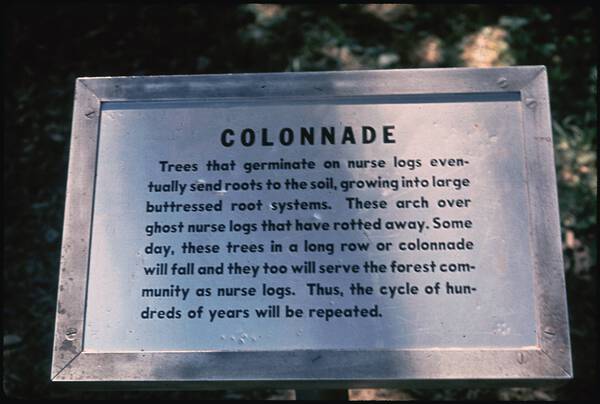 COLONNADE
Trees that germinate on nurse logs even-
tually send roots to the soil, growing into large
buttressed root systems. These arch over
ghost nurse logs that have rotted away. Some
day, these trees in a long row or colonnade
will fall and they too will serve the forest com-
munity as nurse logs. Thus, the cycle of hun-
dreds of years will be repeated.